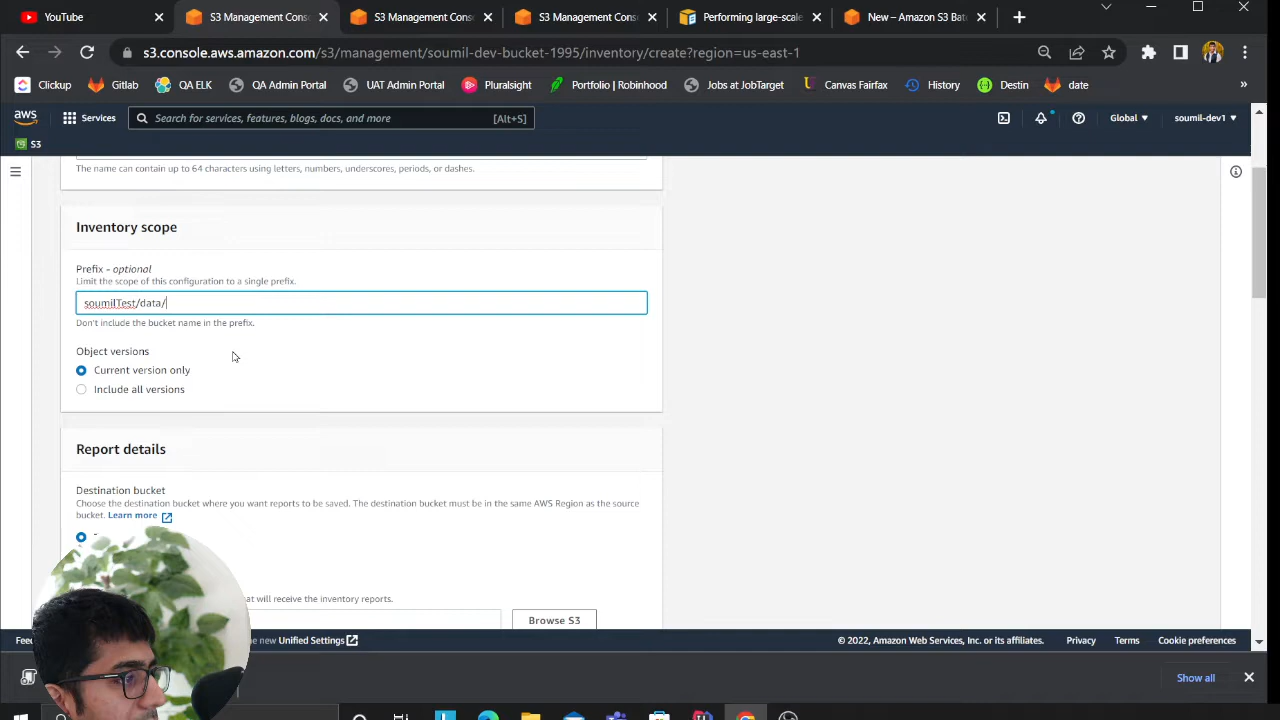 YouTube
S3 Management Cons
S3 Management Con
S3 Management Cons
Performing large-scale
New – Amazon S3 Bat
s3.console.aws.amazon.com/s3/management/soumil-dev-bucket-1995/inventory/create?region=us-east-1
Clickup
Gitlab
QA ELK
QA Admin Portal
UAT Admin Portal
Pluralsight
Portfolio | Robinhood
Jobs at JobTarget
Canvas Fairfax
History
Destin
date
aws
Services
Search for services, features, blogs, docs, and more
[Alt+S]
Global
soumil-dev1
S3
The name can contain up to 64 characters using letters, numbers, underscores, periods, or dashes.
Inventory scope
Prefix - optional
Limit the scope of this configuration to a single prefix.
soumilTest/data/
Don't include the bucket name in the prefix.
Object versions
Current version only
Include all versions
Report details
Destination bucket
Choose the destination bucket where you want reports to be saved. The destination bucket must be in the same AWS Region as the source
bucket. Learn more
that will receive the inventory reports.
Browse S3
new Unified Settings
© 2022, Amazon Web Services, Inc. or its affiliates.
Privacy
Terms
Cookie preferences
Show all